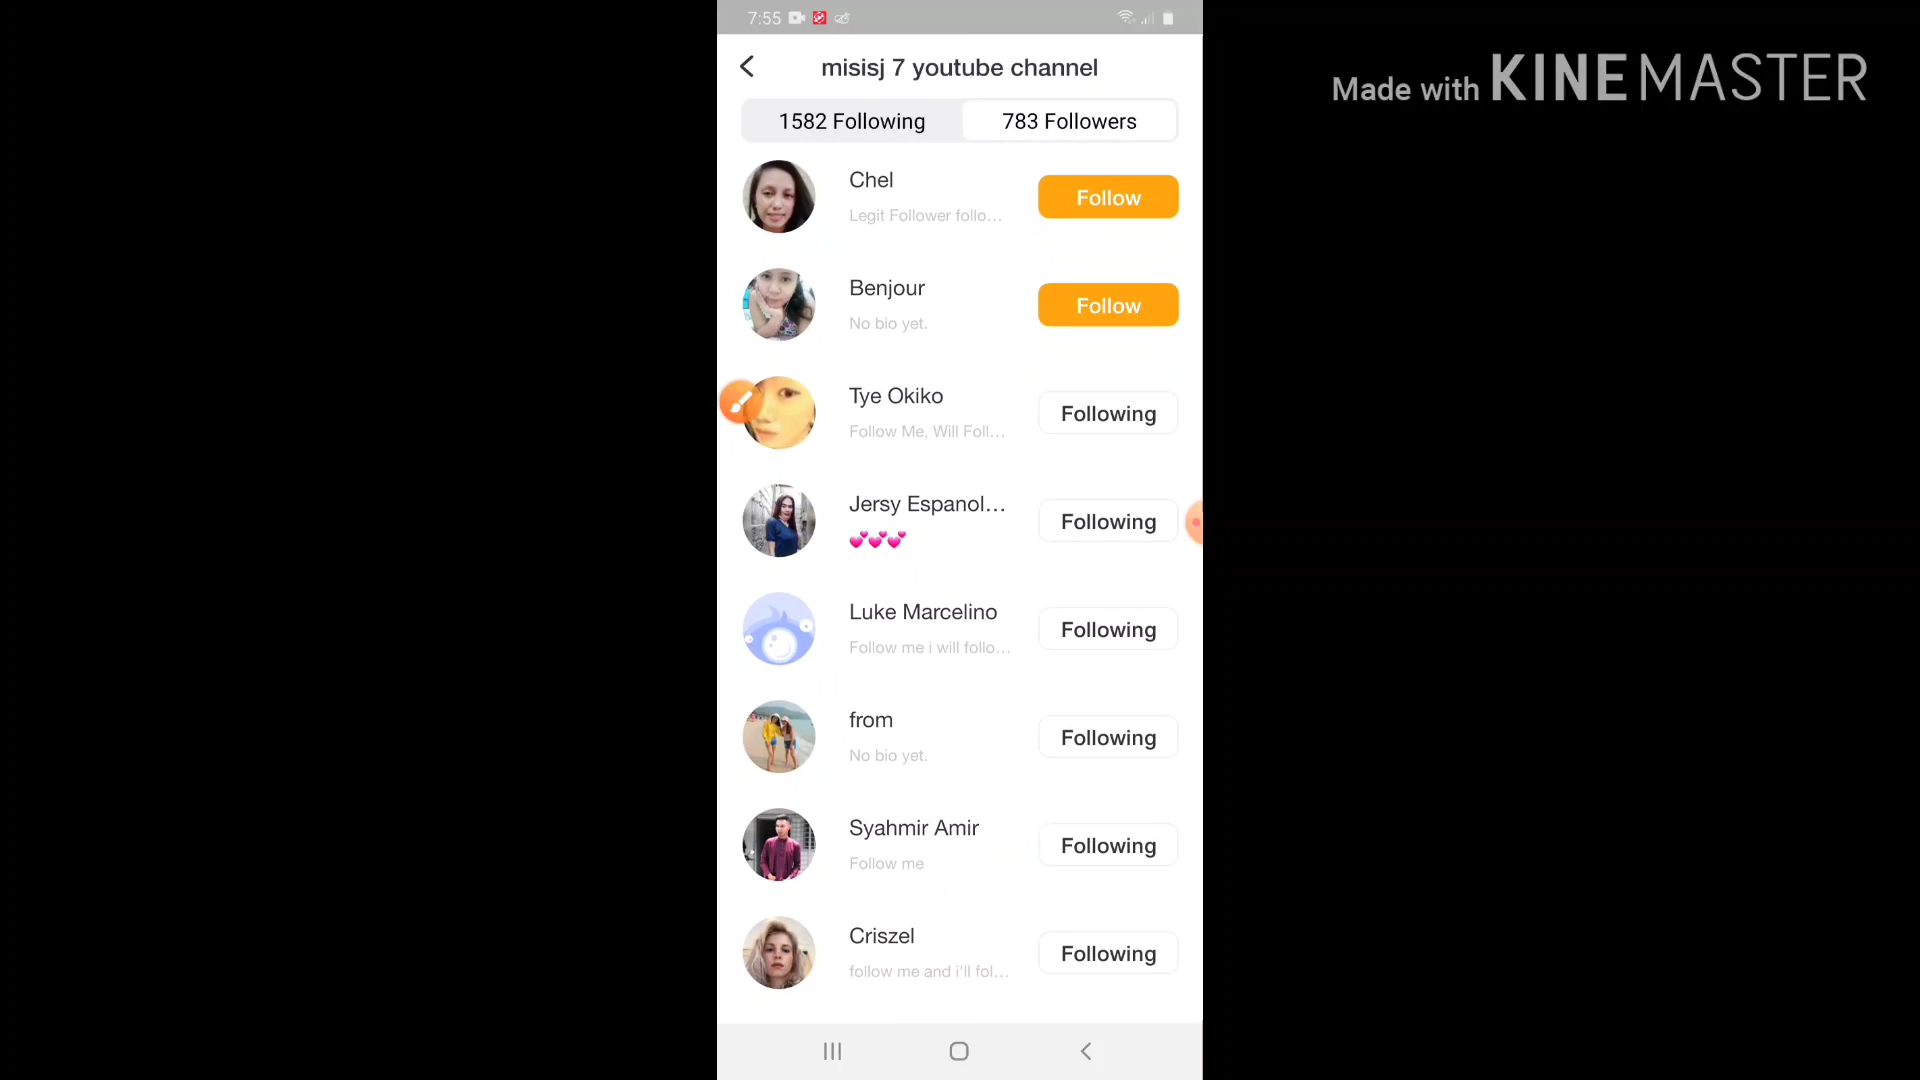 7:55
Made with KINEMASTER
misisj 7 youtube channel
1582 Following
783 Followers
Chel
Legit Follower follo...
Follow
Benjour
No bio yet.
Follow
Tye Okiko
Follow Me, Will Foll...
Following
Jersy Espanol...
💕💕💕
Following
Luke Marcelino
Follow me i will follo...
Following
from
No bio yet.
Following
Syahmir Amir
Follow me
Following
Criszel
follow me and i'll fol...
Following